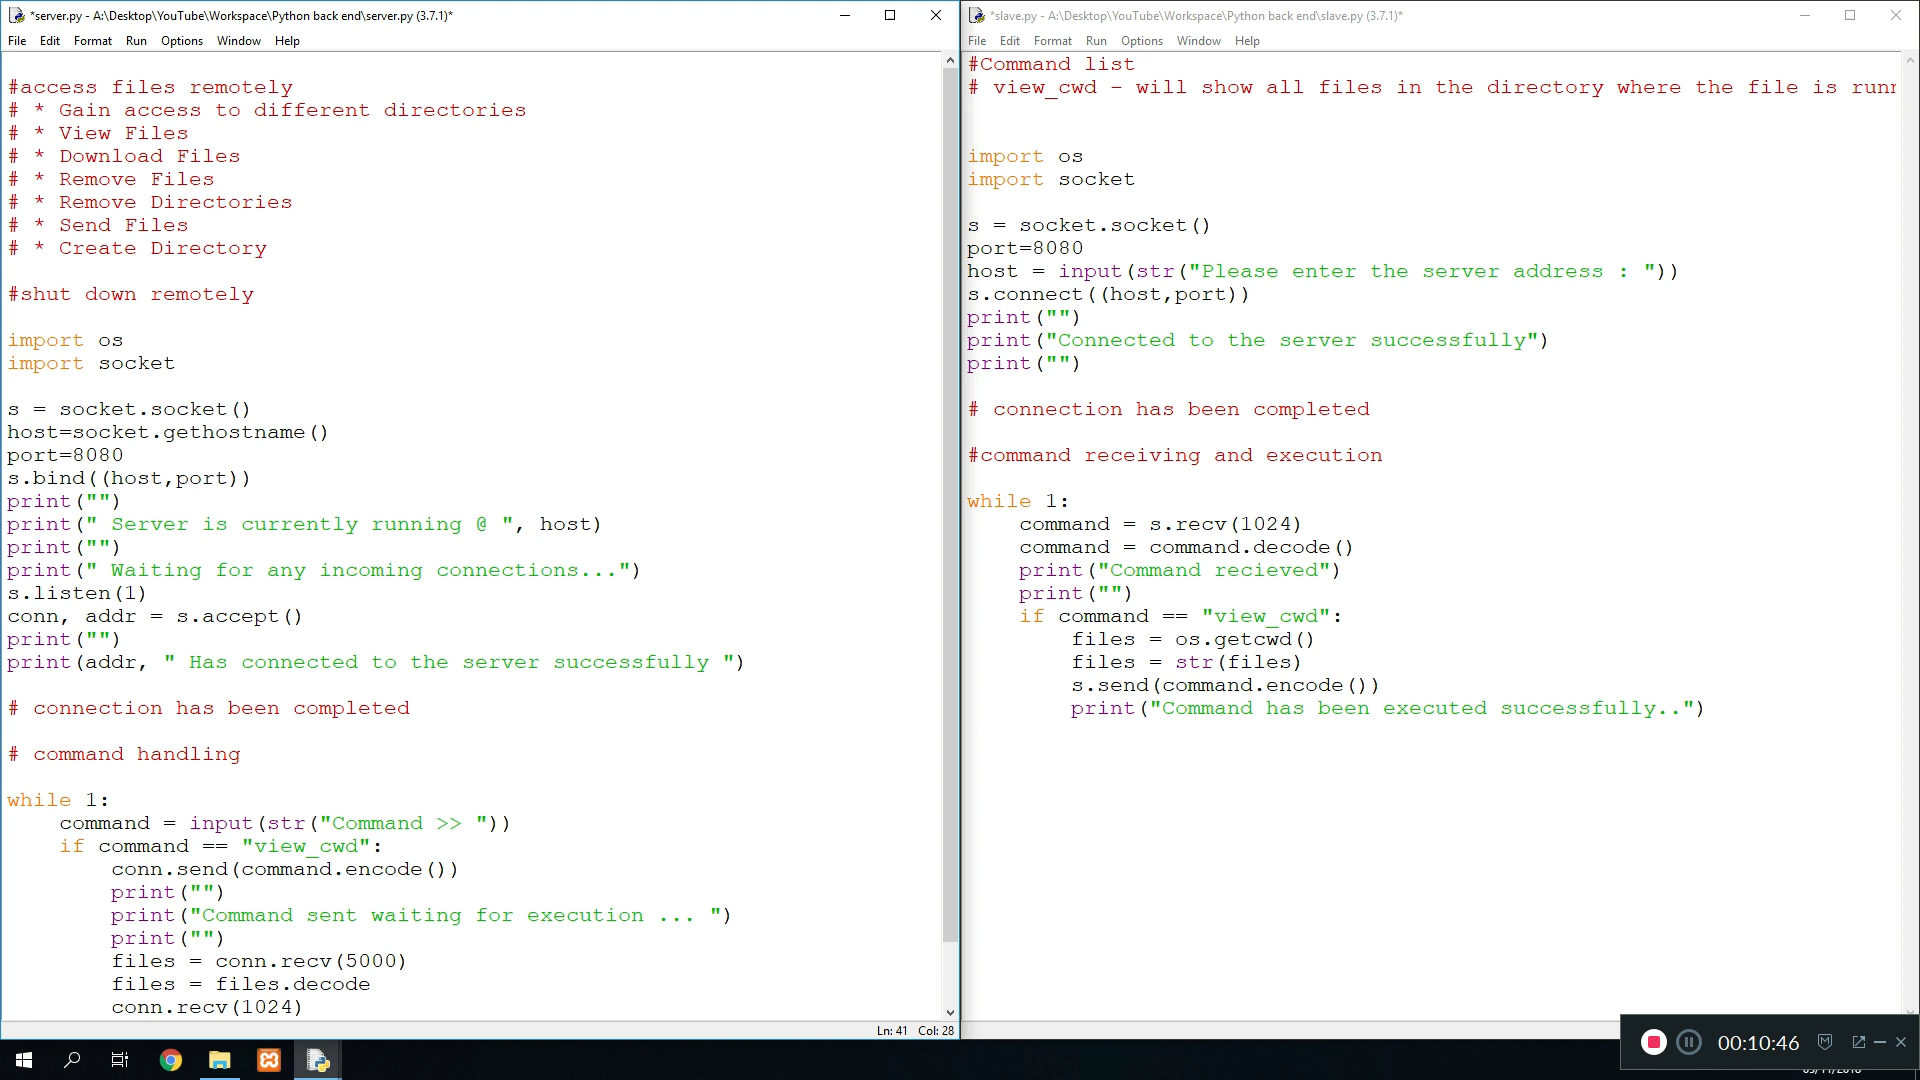 *server.py - A:\Desktop\YouTube\Workspace\Python back end\server.py (3.7.1)*
File Edit Format Run Options Window Help
#access files remotely
# * Gain access to different directories
# * View Files
# * Download Files
# * Remove Files
# * Remove Directories
# * Send Files
# * Create Directory
#shut down remotely
import os
import socket
s = socket.socket()
host=socket.gethostname()
port=8080
s.bind((host,port))
print("")
print(" Server is currently running @ ", host)
print("")
print(" Waiting for any incoming connections...")
s.listen(1)
conn, addr = s.accept()
print("")
print(addr, " Has connected to the server successfully ")
# connection has been completed
# command handling
while 1:
    command = input(str("Command >> "))
    if command == "view_cwd":
        conn.send(command.encode())
        print("")
        print("Command sent waiting for execution ... ")
        print("")
        files = conn.recv(5000)
        files = files.decode
        conn.recv(1024)
Ln: 41 Col: 28
*slave.py - A:\Desktop\YouTube\Workspace\Python back end\slave.py (3.7.1)*
File Edit Format Run Options Window Help
#Command list
# view_cwd - will show all files in the directory where the file is
import os
import socket
s = socket.socket()
port=8080
host = input(str("Please enter the server address : "))
s.connect((host,port))
print("")
print("Connected to the server successfully")
print("")
# connection has been completed
#command receiving and execution
while 1:
    command = s.recv(1024)
    command = command.decode()
    print("Command recieved")
    print("")
    if command == "view_cwd":
        files = os.getcwd()
        files = str(files)
        s.send(command.encode())
        print("Command has been executed successfully..")
00:10:46